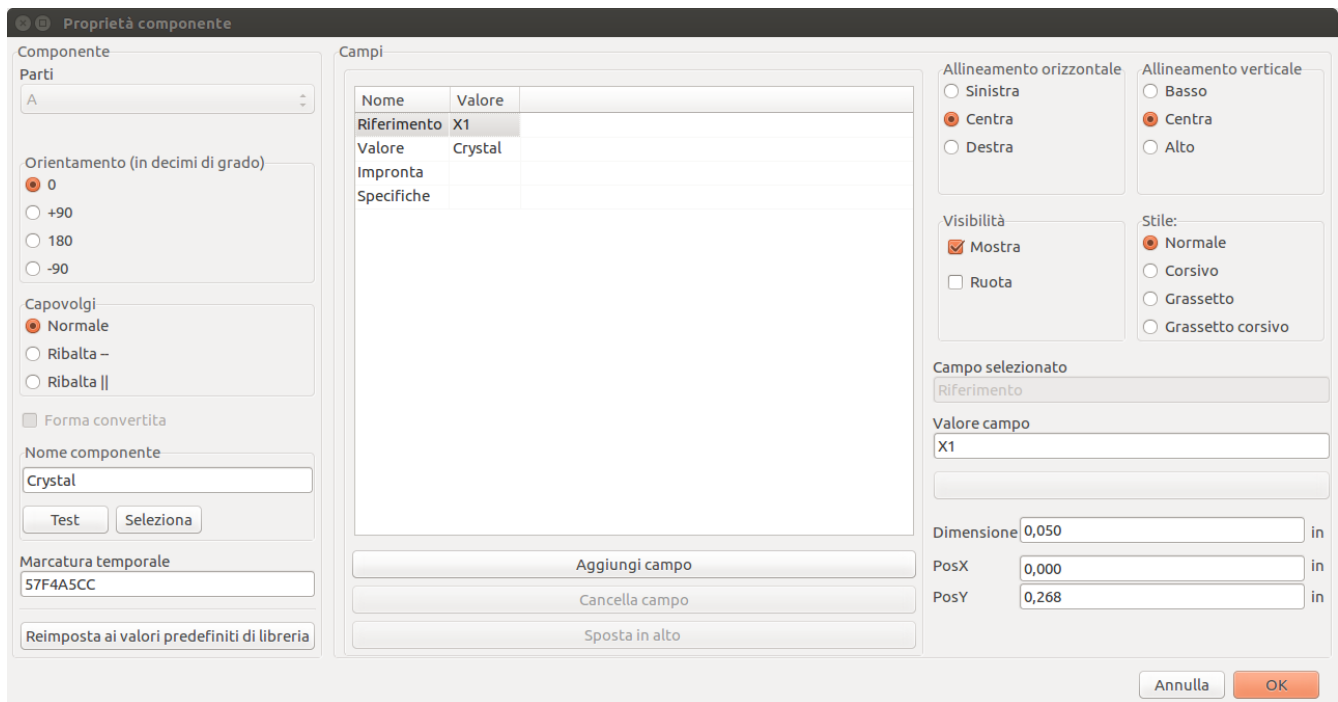 Proprietà componente
Componente
Parti
A
Orientamento (in decimi di grado)
0
+90
180
-90
Capovolgi
Normale
Ribalta --
Ribalta ||
Forma convertita
Nome componente
Crystal
Test Seleziona
Marcatura temporale
57F4A5CC
Reimposta ai valori predefiniti di libreria
Campi
Nome Valore
Riferimento X1
Valore Crystal
Impronta
Specifiche
Aggiungi campo
Cancella campo
Sposta in alto
Allineamento orizzontale
Sinistra
Centra
Destra
Allineamento verticale
Basso
Centra
Alto
Visibilità
Mostra
Ruota
Stile:
Normale
Corsivo
Grassetto
Grassetto corsivo
Campo selezionato
Riferimento
Valore campo
X1
Dimensione 0,050 in
PosX 0,000 in
PosY 0,268 in
Annulla OK